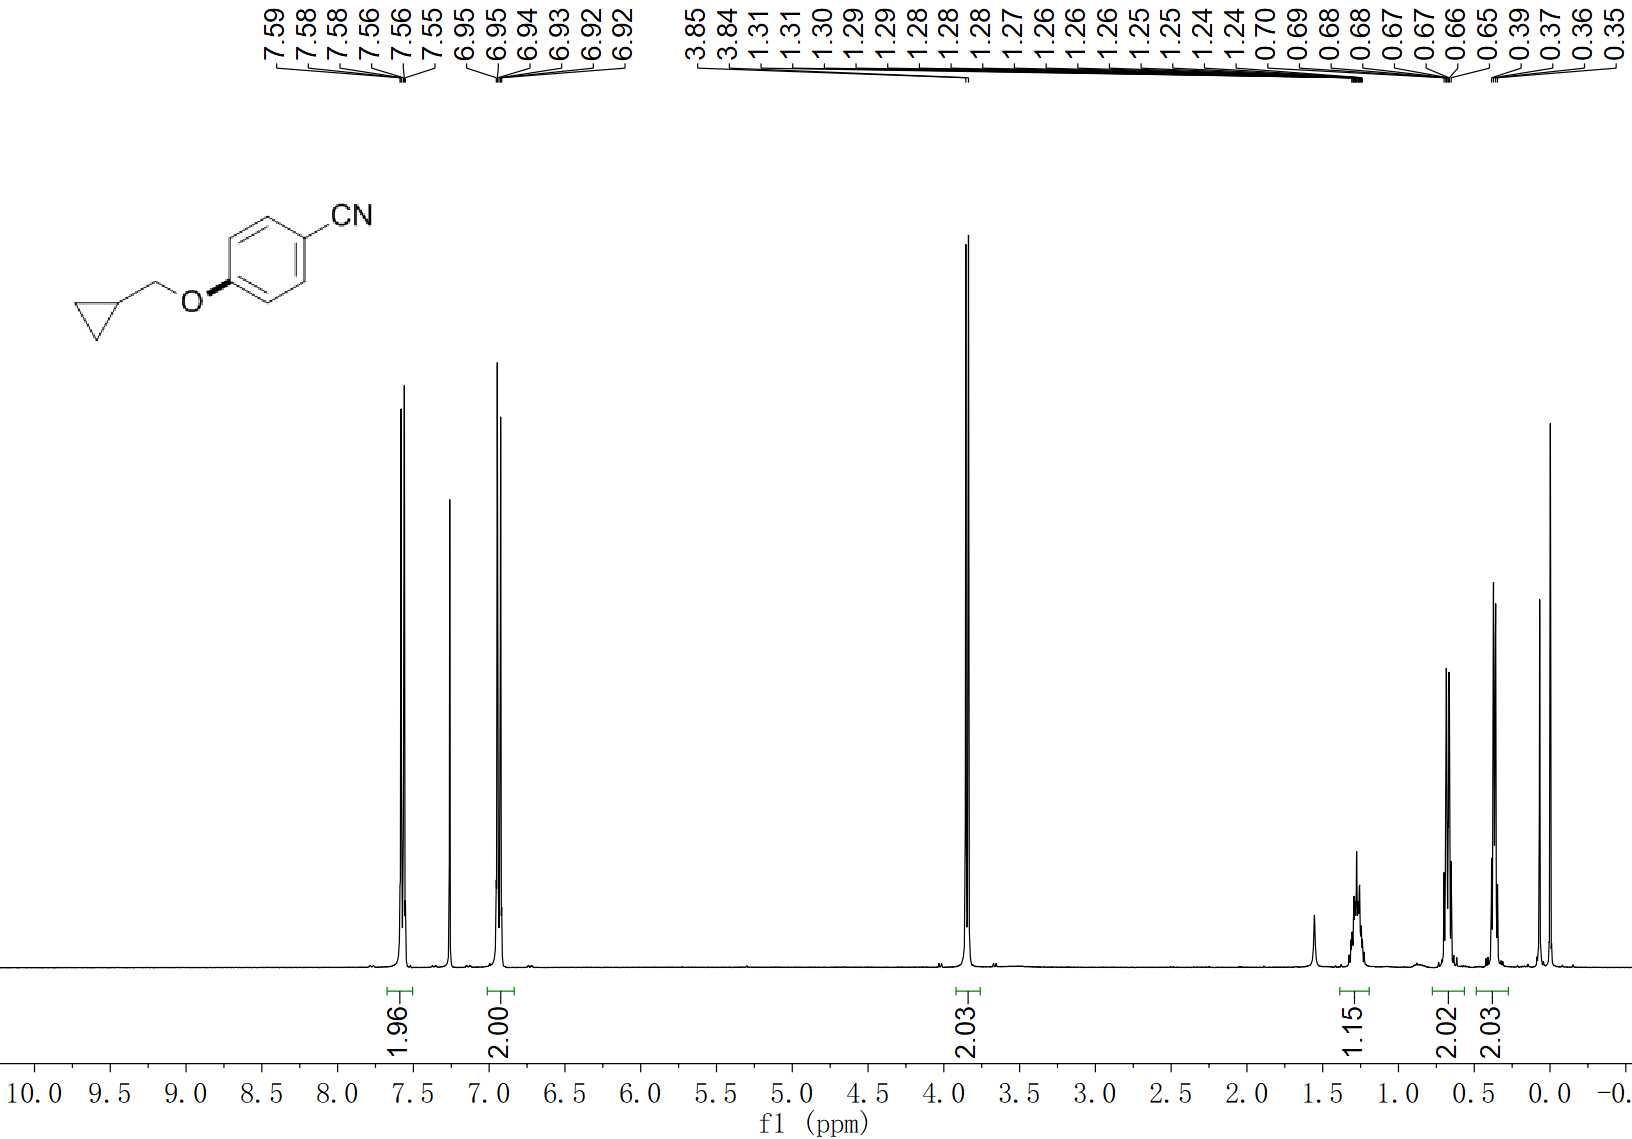 7.59 7.58 7.58 7.56 7.56 7.55 6.95 6.95 6.94 6.93 6.92 6.92 3.85 3.84 1.31 1.31 1.30 1.29 1.29 1.28 1.28 1.28 1.27 1.26 1.26 1.26 1.25 1.25 1.24 1.24 0.70 0.69 0.68 0.68 0.67 0.67 0.66 0.65 0.39 0.37 0.36 0.35
CN
O
1.96 2.00 2.03 1.15 2.02 2.03
10.0 9.5 9.0 8.5 8.0 7.5 7.0 6.5 6.0 5.5 5.0 4.5 4.0 3.5 3.0 2.5 2.0 1.5 1.0 0.5 0.0 -0.
f1 (ppm)